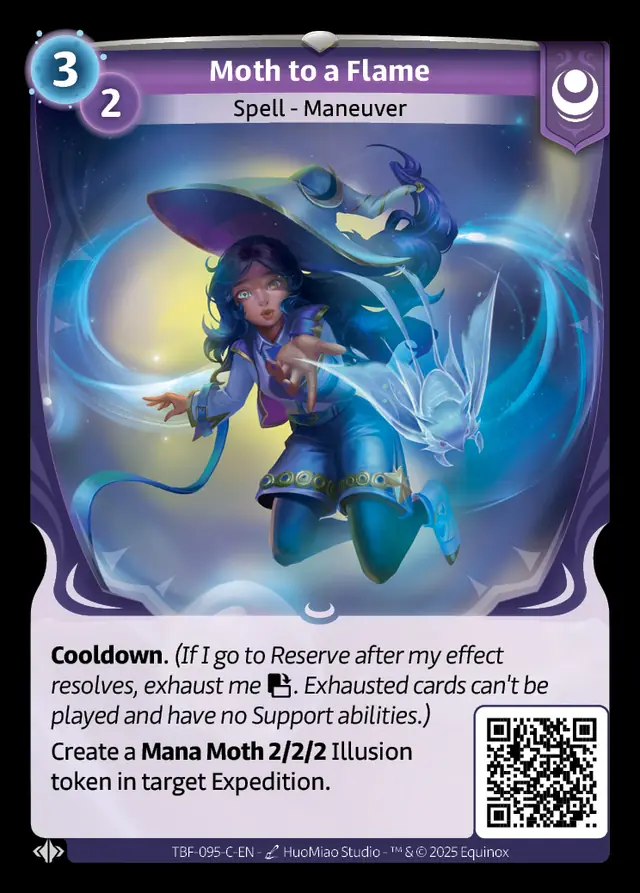 3
Moth to a Flame
2
Spell - Maneuver
Cooldown. (If I go to Reserve after my effect
resolves, exhaust me . Exhausted cards can't be
played and have no Support abilities.)
Create a Mana Moth 2/2/2 Illusion
token in target Expedition.
TBF-095-C-EN - HuoMiao Studio - ™ & © 2025 Equinox